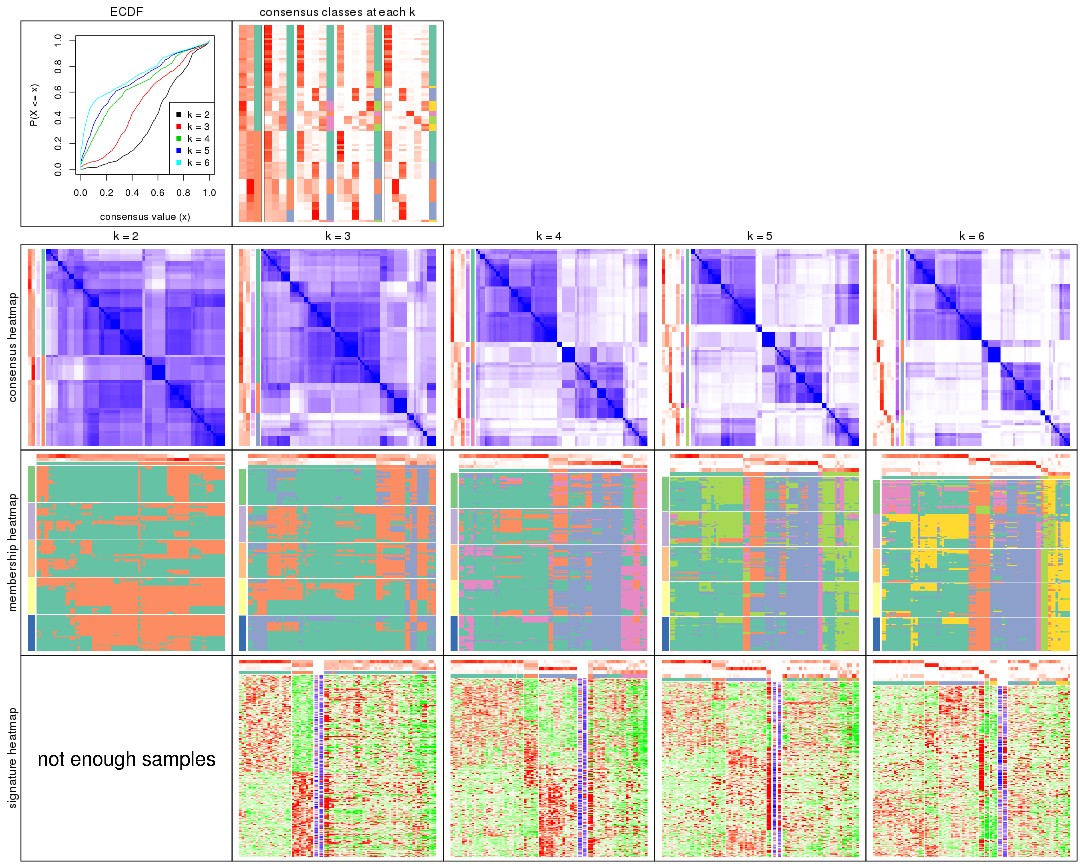 ECDF
consensus classes at each k
P(X <= x)
0.0
0.2
0.4
0.6
0.8
1.0
k = 2
k = 3
k = 4
k = 5
k = 6
0.0 0.2 0.4 0.6 0.8 1.0
consensus value (x)
k = 2
k = 3
k = 4
k = 5
k = 6
consensus heatmap
membership heatmap
signature heatmap
not enough samples